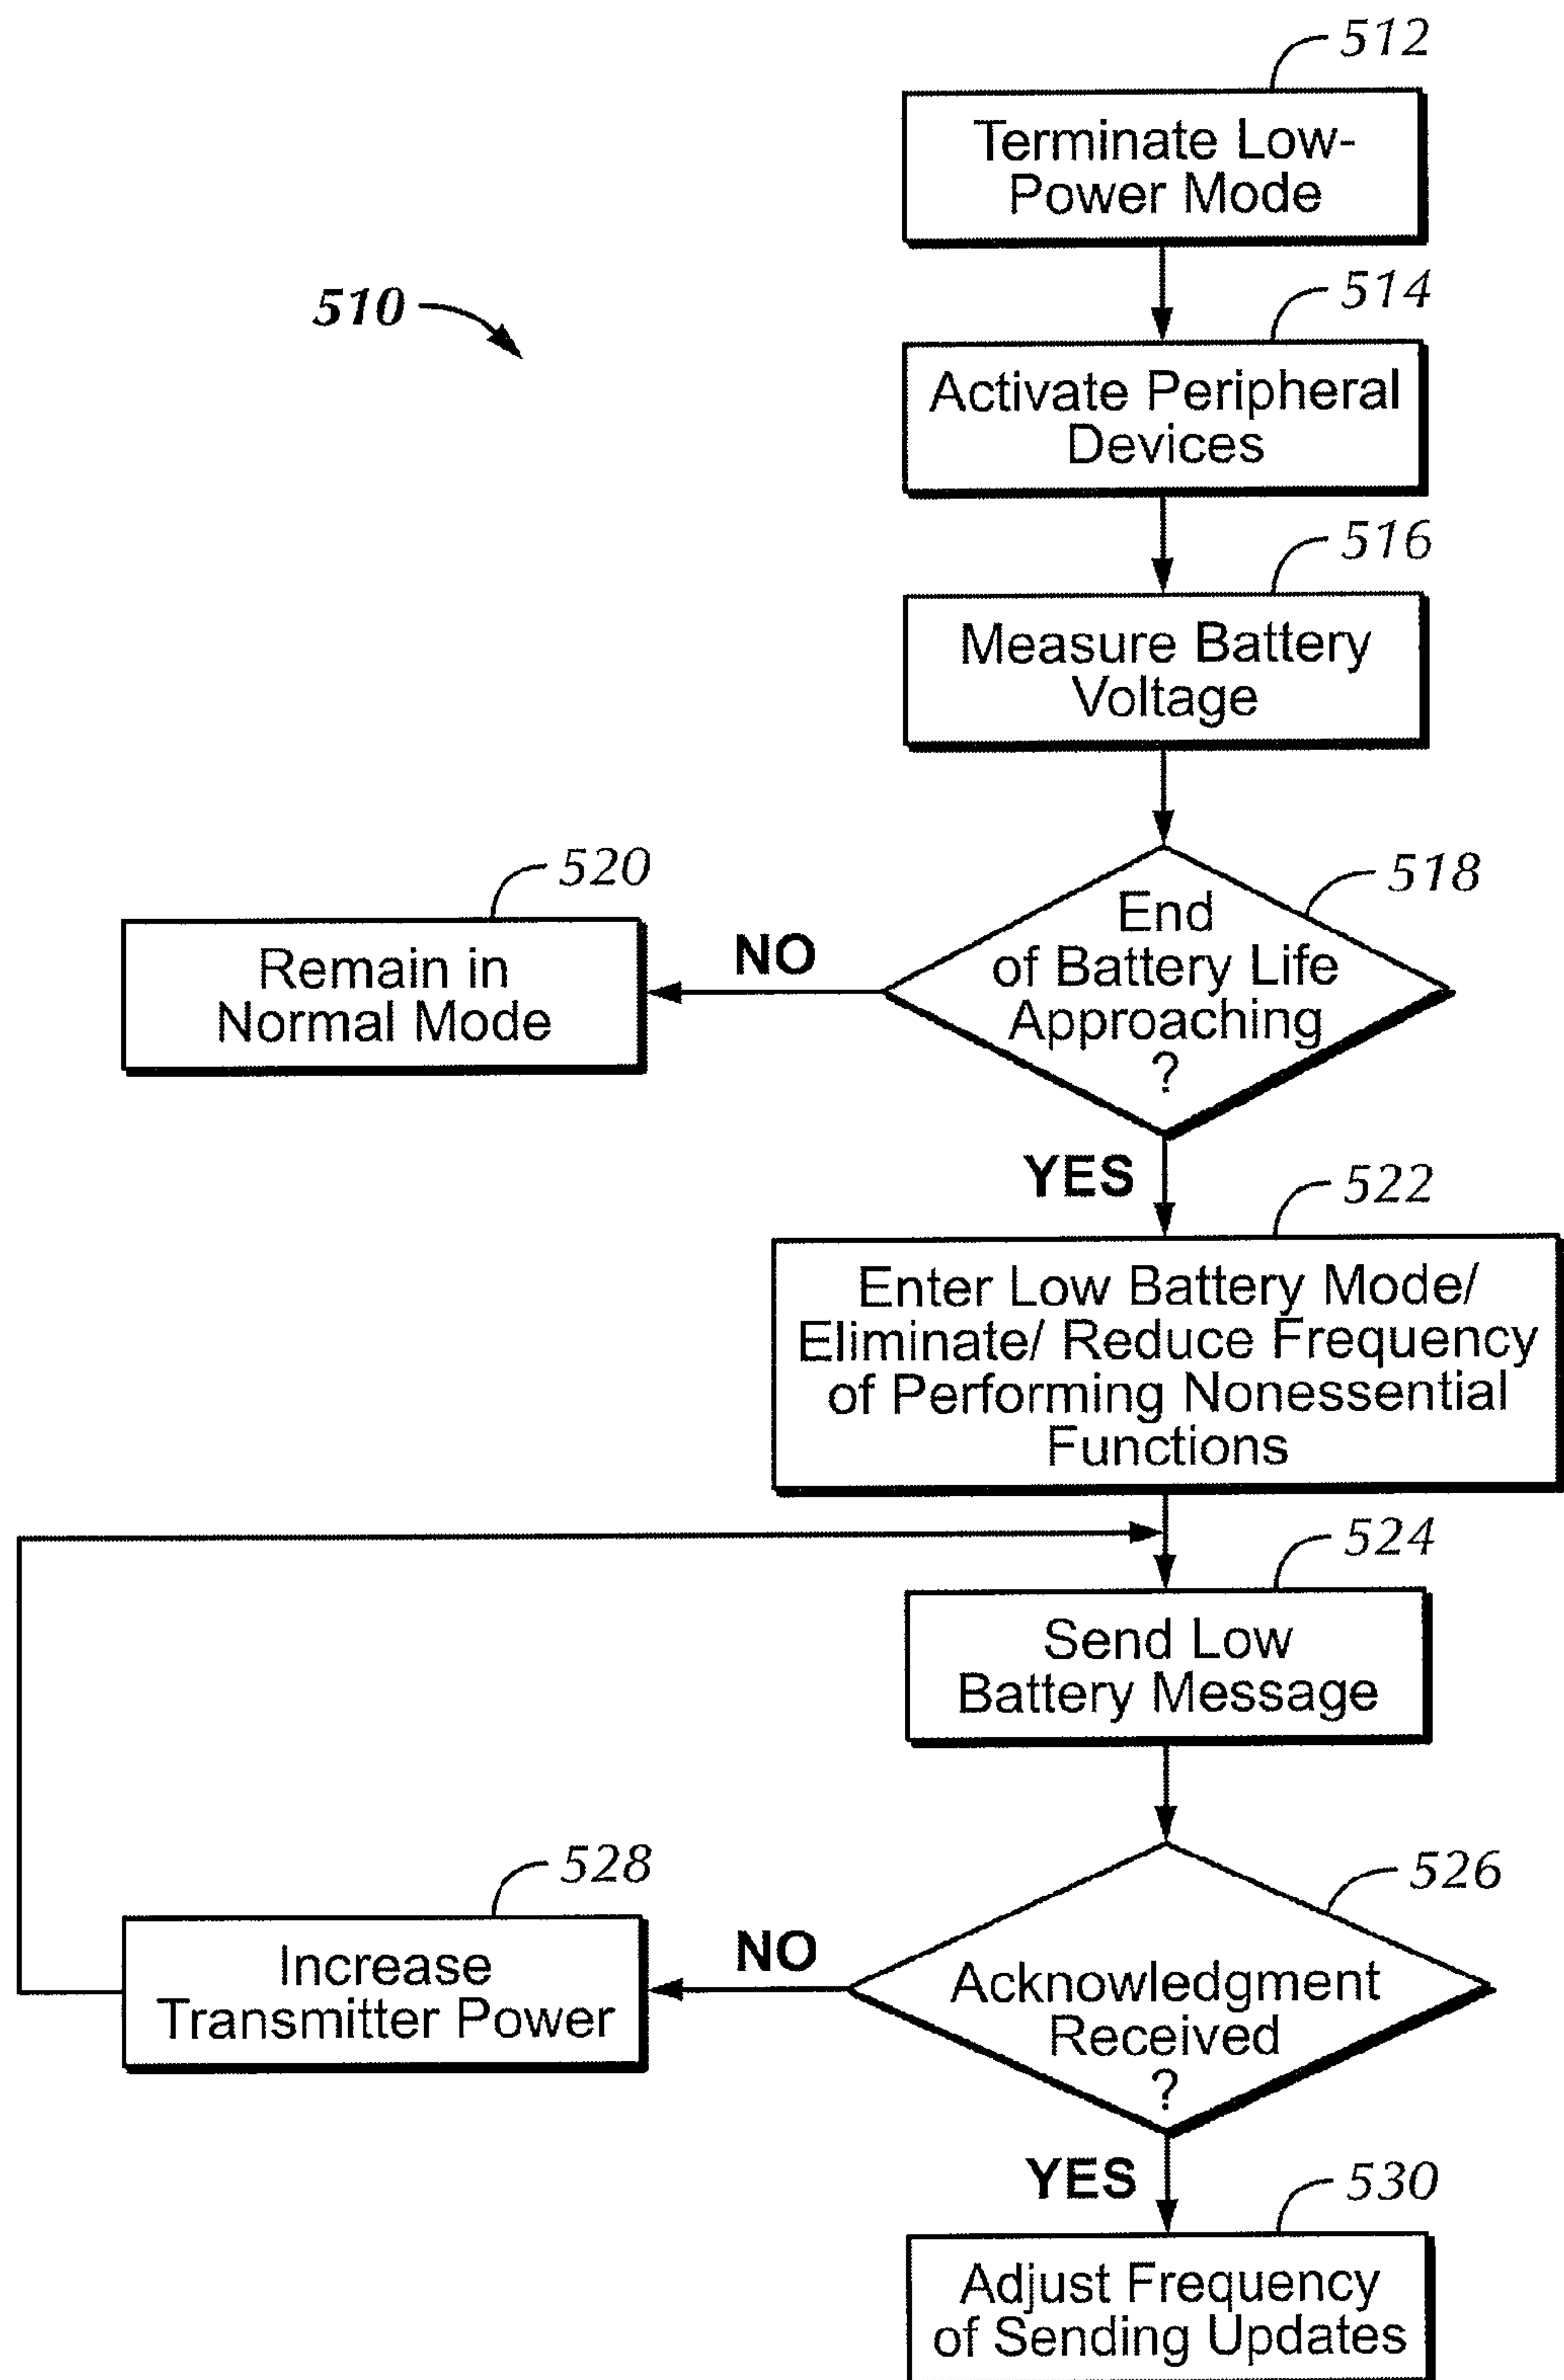 512
Terminate Low-
Power Mode
510
514
Activate Peripheral
Devices
516
Measure Battery
Voltage
520
Remain in
Normal Mode
NO
518
End
of Battery Life
Approaching
?
YES
522
Enter Low Battery Mode/
Eliminate/ Reduce Frequency
of Performing Nonessential
Functions
524
Send Low
Battery Message
528
Increase
Transmitter Power
NO
526
Acknowledgment
Received
?
YES
530
Adjust Frequency
of Sending Updates